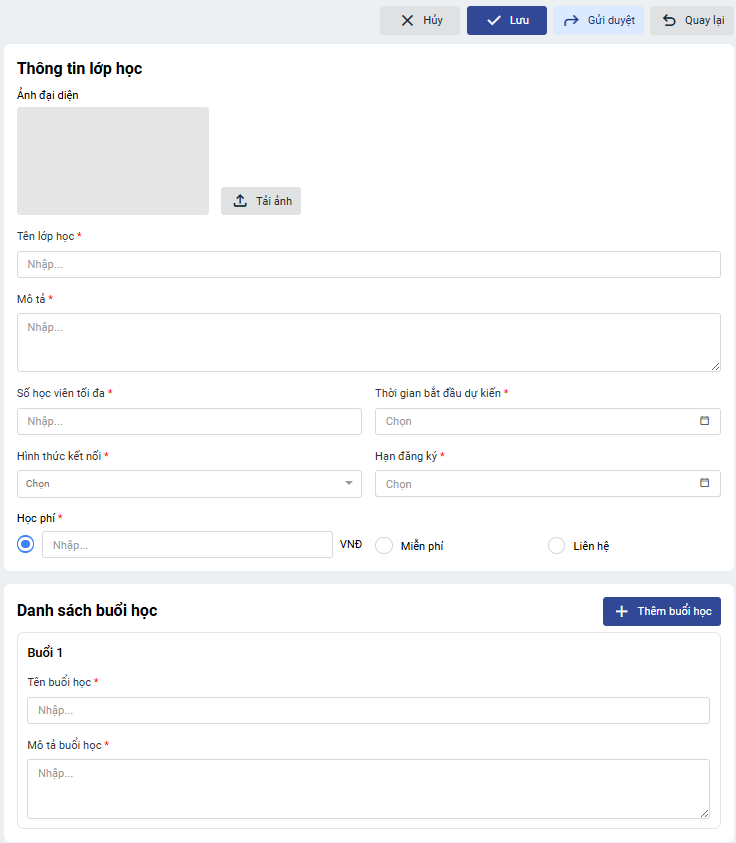 Hủy Lưu Gửi duyệt Quay lại
Thông tin lớp học
Ảnh đại diện
Tải ảnh
Tên lớp học *
Nhập...
Mô tả *
Nhập...
Số học viên tối đa * Thời gian bắt đầu dự kiến *
Nhập... Chọn
Hình thức kết nối * Hạn đăng ký *
Chọn Chọn
Học phí *
Nhập... VNĐ Miễn phí Liên hệ
Danh sách buổi học Thêm buổi học
Buổi 1
Tên buổi học *
Nhập...
Mô tả buổi học *
Nhập...